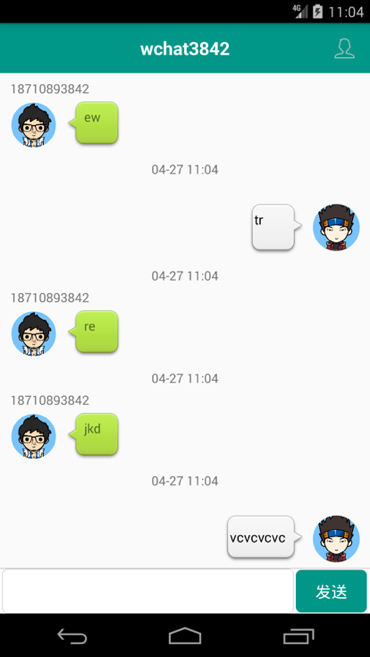 4G 11:04
wchat3842
18710893842
ew
04-27 11:04
tr
04-27 11:04
18710893842
re
04-27 11:04
18710893842
jkd
04-27 11:04
vcvcvcvc
发送